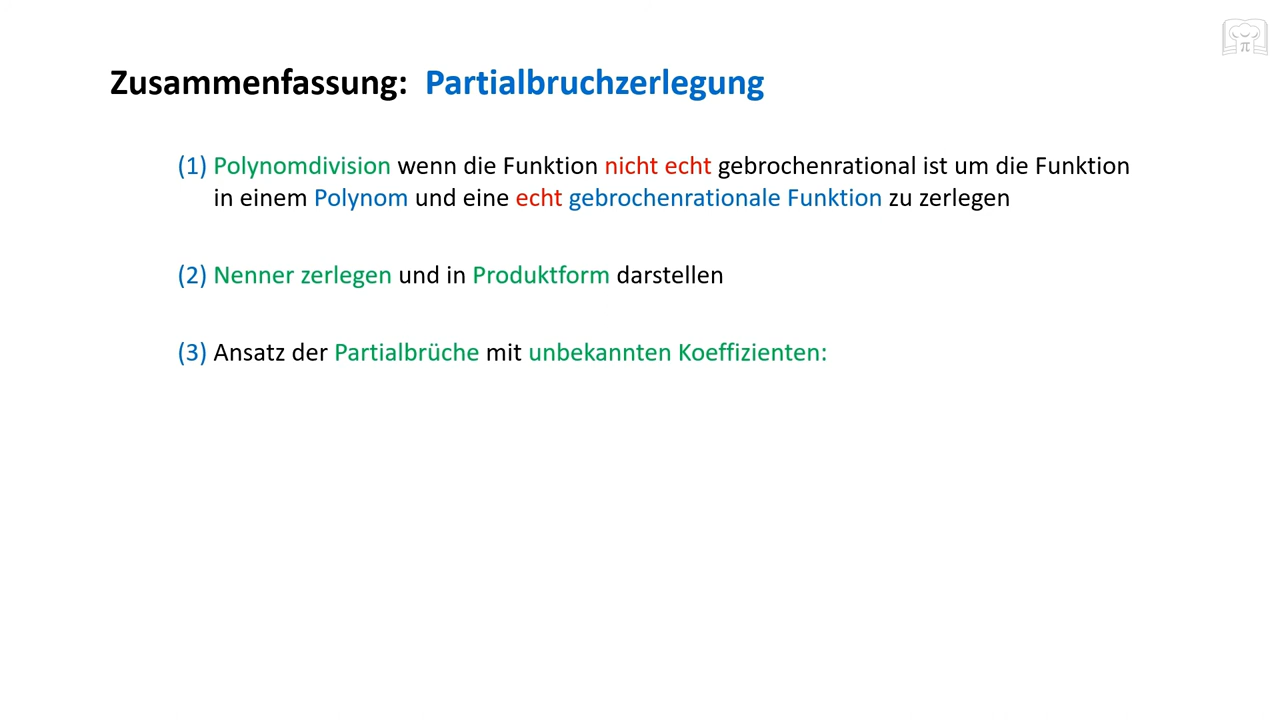 Zusammenfassung: Partialbruchzerlegung
(1) Polynomdivision wenn die Funktion nicht echt gebrochenrational ist um die Funktion
in einem Polynom und eine echt gebrochenrationale Funktion zu zerlegen
(2) Nenner zerlegen und in Produktform darstellen
(3) Ansatz der Partialbrüche mit unbekannten Koeffizienten:
π